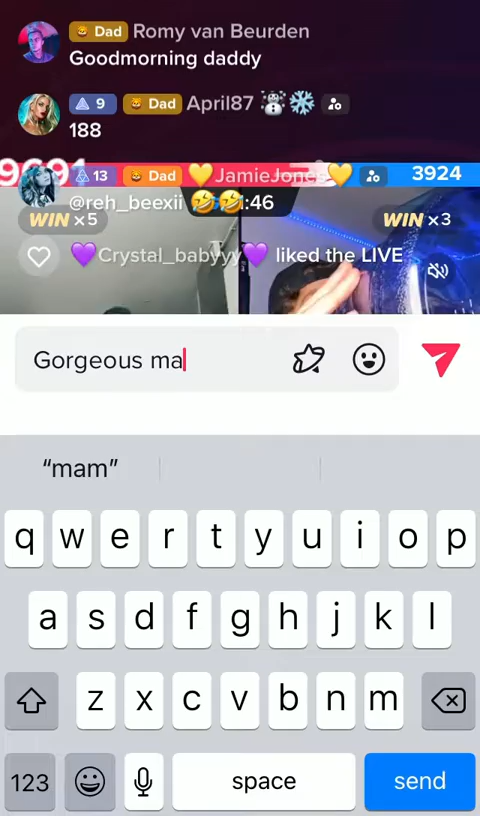 Dad Romy van Beurden
Goodmorning daddy
9 Dad April87 ☃️❄️
188
13 Dad 💛JamieJones💛
3924
@reh_beexii 🤣🤣
:46
WIN x5
WIN x3
💜Crystal_babyyy💜 liked the LIVE
Gorgeous ma
“mam”
q w e r t y u i o p
a s d f g h j k l
z x c v b n m
123
space
send